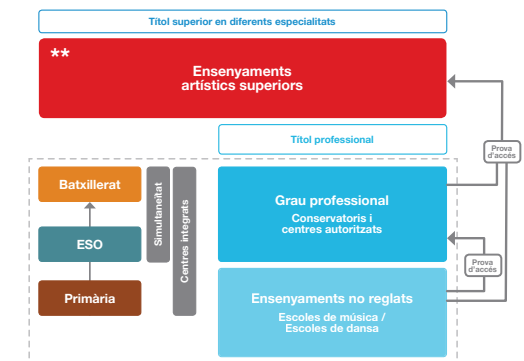 Títol superior en diferents especialitats
**
Ensenyaments
artístics superiors
Títol professional
Prova
d'accés
Batxillerat
Simultaneïtat
Centres integrats
Grau professional
Conservatoris i
centres autoritzats
ESO
Prova
d'accés
Primària
Ensenyaments no reglats
Escoles de música /
Escoles de dansa